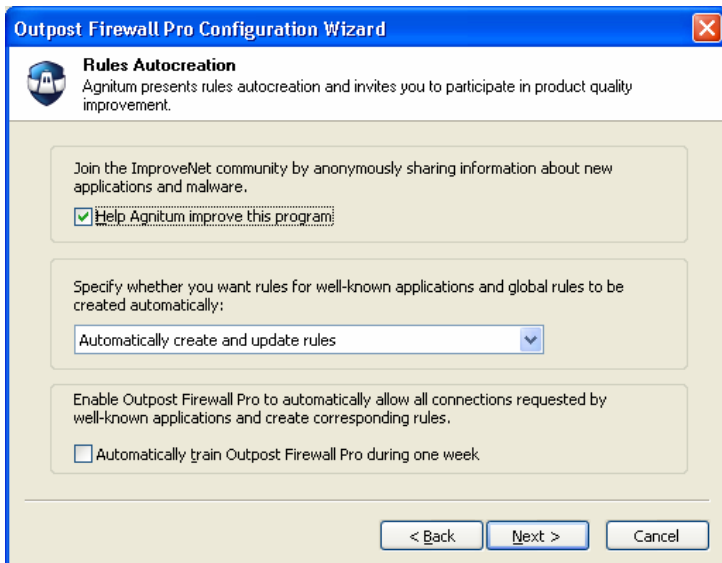 Outpost Firewall Pro Configuration Wizard
Rules Autocreation
Agnitum presents rules autocreation and invites you to participate in product quality
improvement.
Join the ImproveNet community by anonymously sharing information about new
applications and malware.
Help Agnitum improve this program
Specify whether you want rules for well-known applications and global rules to be
created automatically:
Automatically create and update rules
Enable Outpost Firewall Pro to automatically allow all connections requested by
well-known applications and create corresponding rules.
Automatically train Outpost Firewall Pro during one week
< Back Next > Cancel